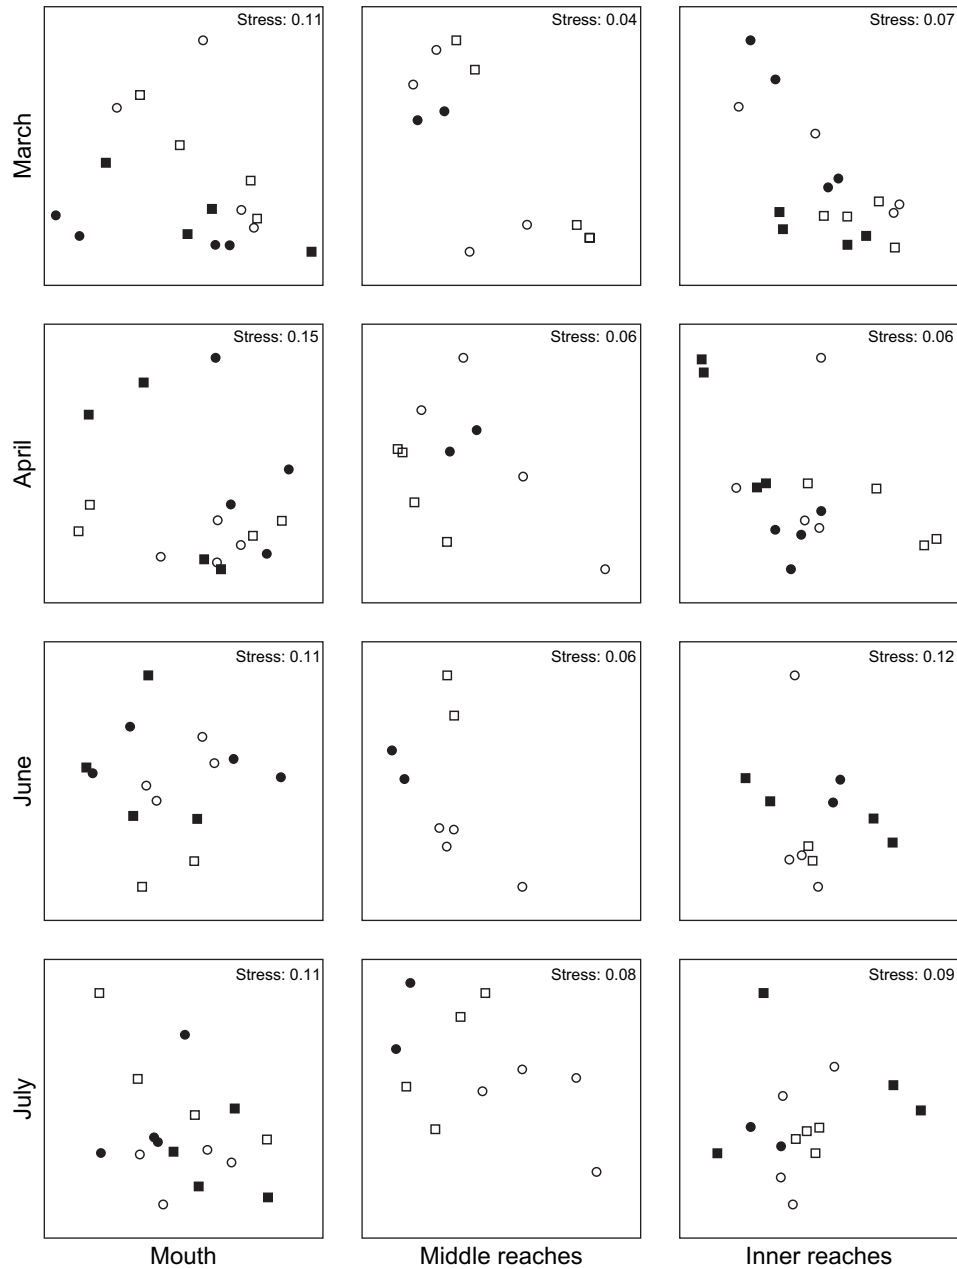 Stress: 0.11
Stress: 0.04
Stress: 0.07
March
Stress: 0.15
Stress: 0.06
Stress: 0.06
April
Stress: 0.11
Stress: 0.06
Stress: 0.12
June
Stress: 0.11
Stress: 0.08
Stress: 0.09
July
Mouth
Middle reaches
Inner reaches